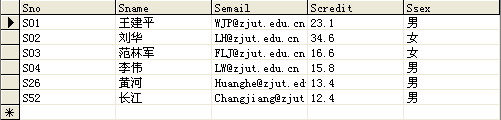 Sno Sname Semail Scredit Ssex
S01 王建平 WJP@zjut.edu.cn 23.1 男
S02 刘华 LH@zjut.edu.cn 34.6 女
S03 范林军 FLJ@zjut.edu.cn 16.6 女
S04 李伟 LW@zjut.edu.cn 15.8 男
S26 黄河 Huanghe@zjut.ed 13.4 男
S52 长江 Changjiang@zjut 12.4 男